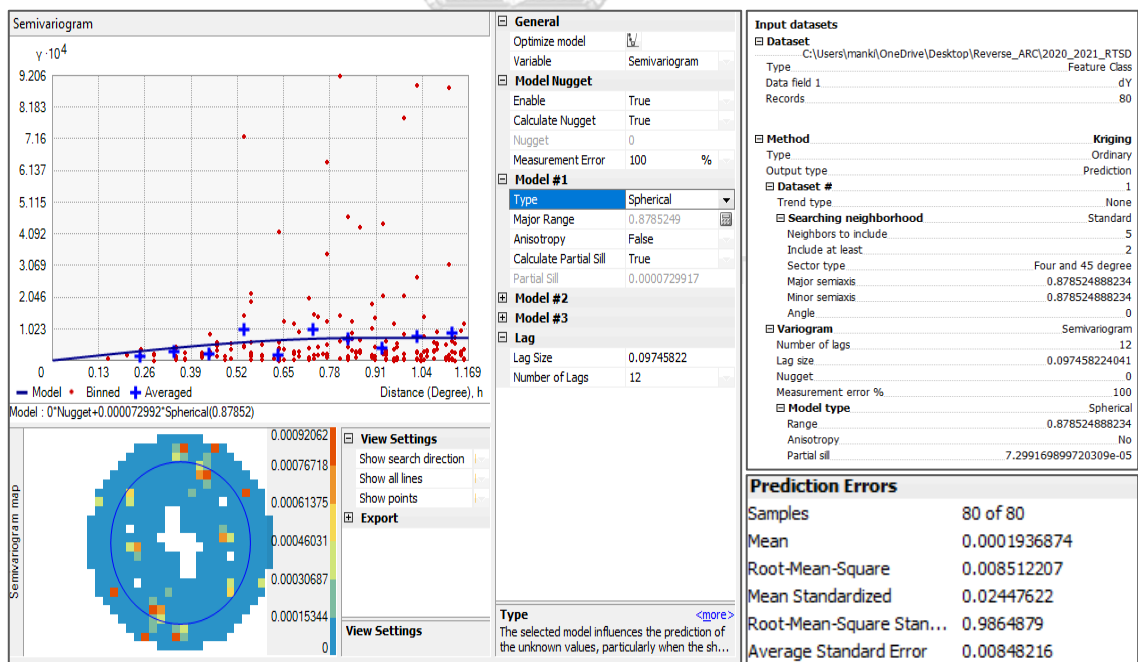 Semivariogram
γ ·10⁴
9.206
8.183
7.16
6.137
5.115
4.092
3.069
2.046
1.023
0 0.13 0.26 0.39 0.52 0.65 0.78 0.91 1.04 1.169
Model Binned Averaged Distance (Degree), h
Model : 0*Nugget+0.000072992*Spherical(0.87852)
Semivariogram map
0.00092062
0.00076718
0.00061375
0.00046031
0.00030687
0.00015344
0
View Settings
Show search direction
Show all lines
Show points
Export
View Settings
General
Optimize model
Variable Semivariogram
Model Nugget
Enable True
Calculate Nugget True
Nugget 0
Measurement Error 100 %
Model #1
Type Spherical
Major Range 0.8785249
Anisotropy False
Calculate Partial Sill True
Partial Sill 0.0000729917
Model #2
Model #3
Lag
Lag Size 0.09745822
Number of Lags 12
Type <more>
The selected model influences the prediction of
the unknown values, particularly when the sh...
Input datasets
Dataset
C:\Users\manki\OneDrive\Desktop\Reverse_ARC\2020_2021_RTSD
Type Feature Class
Data field 1 dY
Records 80
Method Kriging
Type Ordinary
Output type Prediction
Dataset # 1
Trend type None
Searching neighborhood Standard
Neighbors to include 5
Include at least 2
Sector type Four and 45 degree
Major semiaxis 0.878524888234
Minor semiaxis 0.878524888234
Angle 0
Variogram Semivariogram
Number of lags 12
Lag size 0.097458224041
Nugget 0
Measurement error % 100
Model type Spherical
Range 0.878524888234
Anisotropy No
Partial sill 7.299169899720309e-05
Prediction Errors
Samples 80 of 80
Mean 0.0001936874
Root-Mean-Square 0.008512207
Mean Standardized 0.02447622
Root-Mean-Square Stan... 0.9864879
Average Standard Error 0.00848216